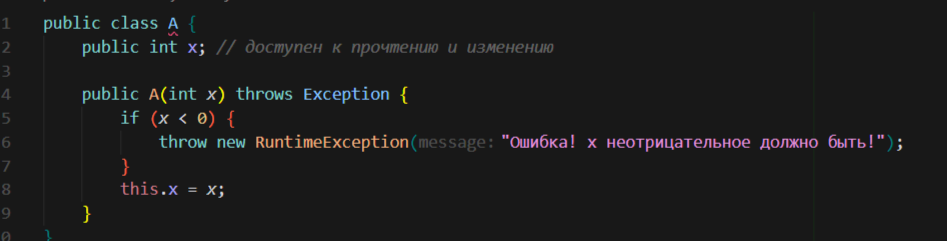 1 public class A {
2 public int x; // доступен к прочтению и изменению
3
4 public A(int x) throws Exception {
5 if (x < 0) {
6 throw new RuntimeException(message: "Ошибка! x неотрицательное должно быть!");
7 }
8 this.x = x;
9 }
0 }